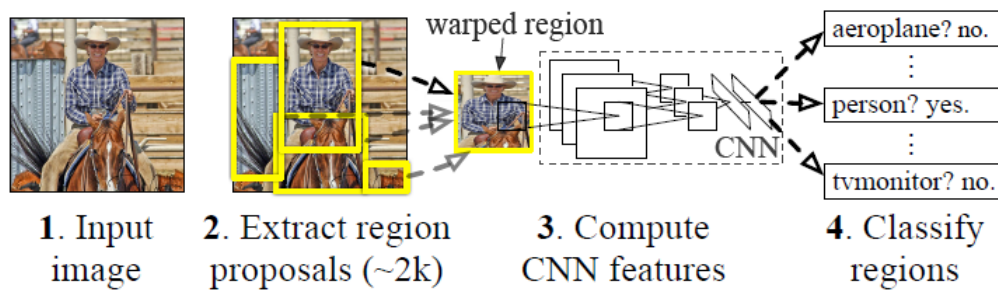 warped region
aeroplane? no.
⋮
person? yes.
⋮
tvmonitor? no.
CNN
1. Input
image
2. Extract region
proposals (~2k)
3. Compute
CNN features
4. Classify
regions